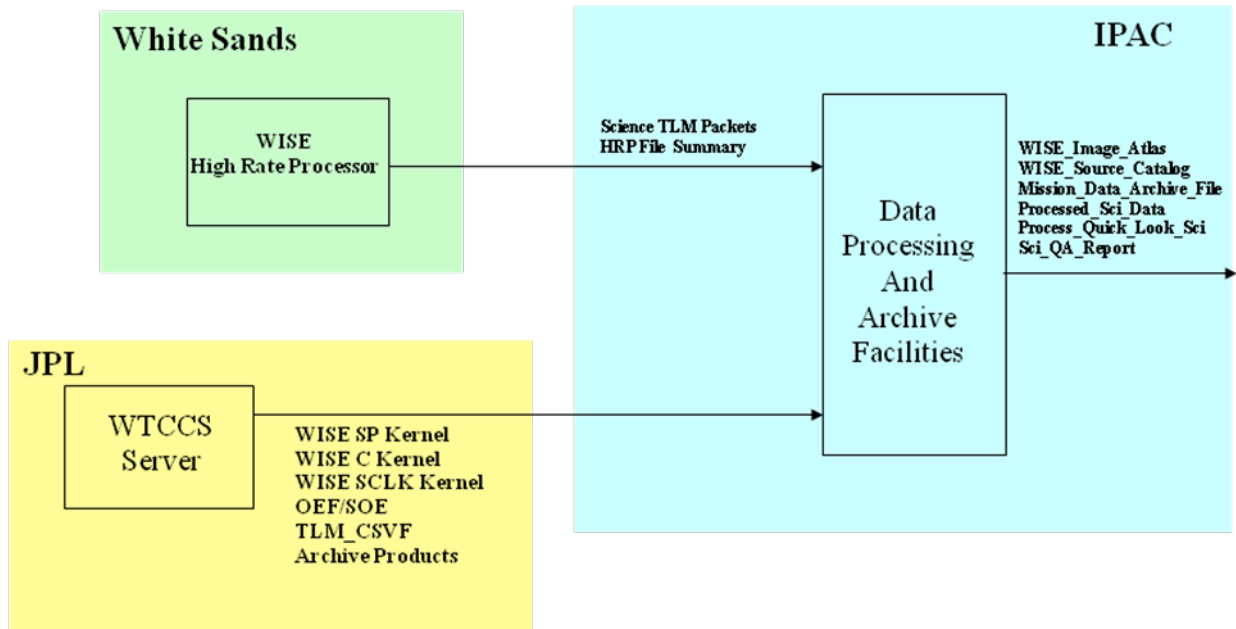 White Sands
WISE
High Rate Processor
Science TLM Packets
HRP File Summary
IPAC
Data
Processing
And
Archive
Facilities
WISE_Image_Atlas
WISE_Source_Catalog
Mission_Data_Archive_File
Processed_Sci_Data
Process_Quick_Look_Sci
Sci_QA_Report
JPL
WTCCS
Server
WISE SP Kernel
WISE C Kernel
WISE SCLK Kernel
OEF/SOE
TLM_CSVF
Archive Products